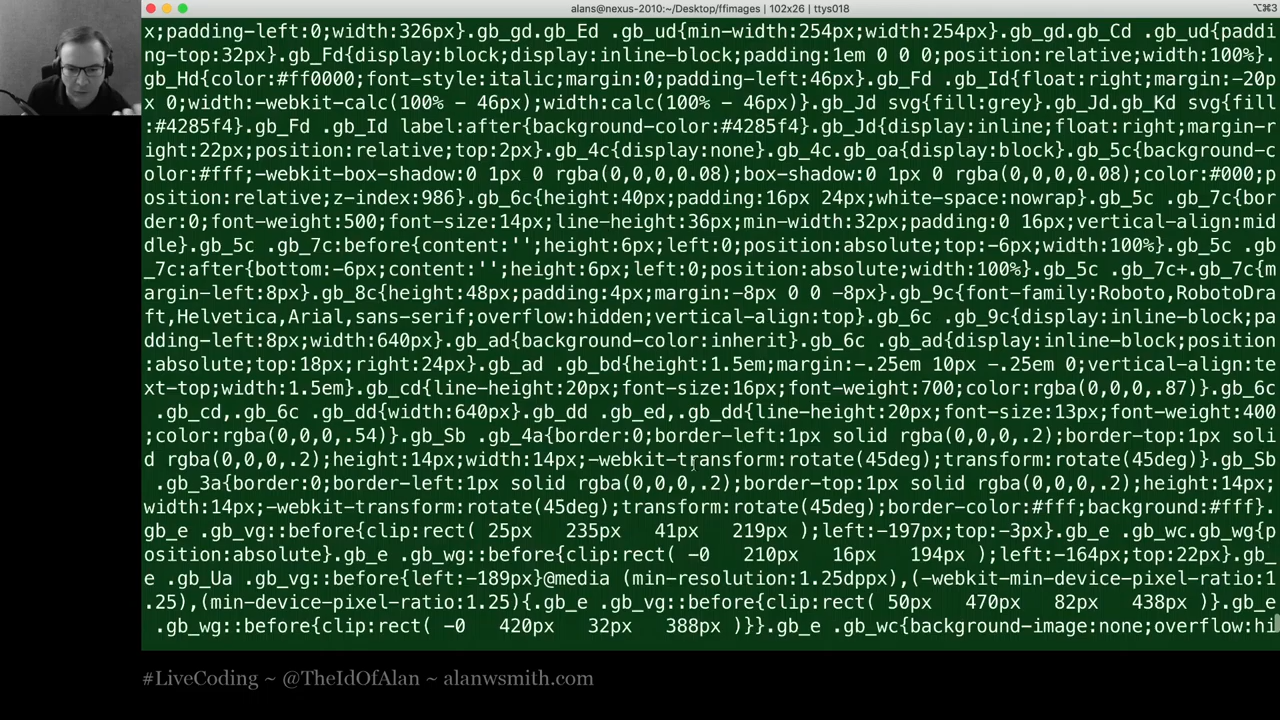 alans@nexus-2010:~/Desktop/ffimages | 102x26 | ttys018
⌥⌘3
x;padding-left:0;width:326px}.gb_gd.gb_Ed .gb_ud{min-width:254px;width:254px}.gb_gd.gb_Cd .gb_ud{paddi
ng-top:32px}.gb_Fd{display:block;display:inline-block;padding:1em 0 0 0;position:relative;width:100%}.
gb_Hd{color:#ff0000;font-style:italic;margin:0;padding-left:46px}.gb_Fd .gb_Id{float:right;margin:-20p
x 0;width:-webkit-calc(100% - 46px);width:calc(100% - 46px)}.gb_Jd svg{fill:grey}.gb_Jd.gb_Kd svg{fill
:#4285f4}.gb_Fd .gb_Id label:after{background-color:#4285f4}.gb_Jd{display:inline;float:right;margin-r
ight:22px;position:relative;top:2px}.gb_4c{display:none}.gb_4c.gb_oa{display:block}.gb_5c{background-c
olor:#fff;-webkit-box-shadow:0 1px 0 rgba(0,0,0,0.08);box-shadow:0 1px 0 rgba(0,0,0,0.08);color:#000;p
osition:relative;z-index:986}.gb_6c{height:40px;padding:16px 24px;white-space:nowrap}.gb_5c .gb_7c{bor
der:0;font-weight:500;font-size:14px;line-height:36px;min-width:32px;padding:0 16px;vertical-align:mid
dle}.gb_5c .gb_7c:before{content:'';height:6px;left:0;position:absolute;top:-6px;width:100%}.gb_5c .gb
_7c:after{bottom:-6px;content:'';height:6px;left:0;position:absolute;width:100%}.gb_5c .gb_7c+.gb_7c{m
argin-left:8px}.gb_8c{height:48px;padding:4px;margin:-8px 0 0 -8px}.gb_9c{font-family:Roboto,RobotoDra
ft,Helvetica,Arial,sans-serif;overflow:hidden;vertical-align:top}.gb_6c .gb_9c{display:inline-block;pa
dding-left:8px;width:640px}.gb_ad{background-color:inherit}.gb_6c .gb_ad{display:inline-block;position
:absolute;top:18px;right:24px}.gb_ad .gb_bd{height:1.5em;margin:-.25em 10px -.25em 0;vertical-align:te
xt-top;width:1.5em}.gb_cd{line-height:20px;font-size:16px;font-weight:700;color:rgba(0,0,0,.87)}.gb_6c
 .gb_cd,.gb_6c .gb_dd{width:640px}.gb_dd .gb_ed,.gb_dd{line-height:20px;font-size:13px;font-weight:400
;color:rgba(0,0,0,.54)}.gb_Sb .gb_4a{border:0;border-left:1px solid rgba(0,0,0,.2);border-top:1px soli
d rgba(0,0,0,.2);height:14px;width:14px;-webkit-transform:rotate(45deg);transform:rotate(45deg)}.gb_Sb
 .gb_3a{border:0;border-left:1px solid rgba(0,0,0,.2);border-top:1px solid rgba(0,0,0,.2);height:14px;
width:14px;-webkit-transform:rotate(45deg);transform:rotate(45deg);border-color:#fff;background:#fff}.
gb_e .gb_vg::before{clip:rect( 25px   235px   41px   219px );left:-197px;top:-3px}.gb_e .gb_wc.gb_wg{p
osition:absolute}.gb_e .gb_wg::before{clip:rect( -0   210px   16px   194px );left:-164px;top:22px}.gb_
e .gb_Ua .gb_vg::before{left:-189px}@media (min-resolution:1.25dppx),(-webkit-min-device-pixel-ratio:1
.25),(min-device-pixel-ratio:1.25){.gb_e .gb_vg::before{clip:rect( 50px   470px   82px   438px )}.gb_e
 .gb_wg::before{clip:rect( -0   420px   32px   388px )}}.gb_e .gb_wc{background-image:none;overflow:hi
#LiveCoding ~ @TheIdOfAlan ~ alanwsmith.com